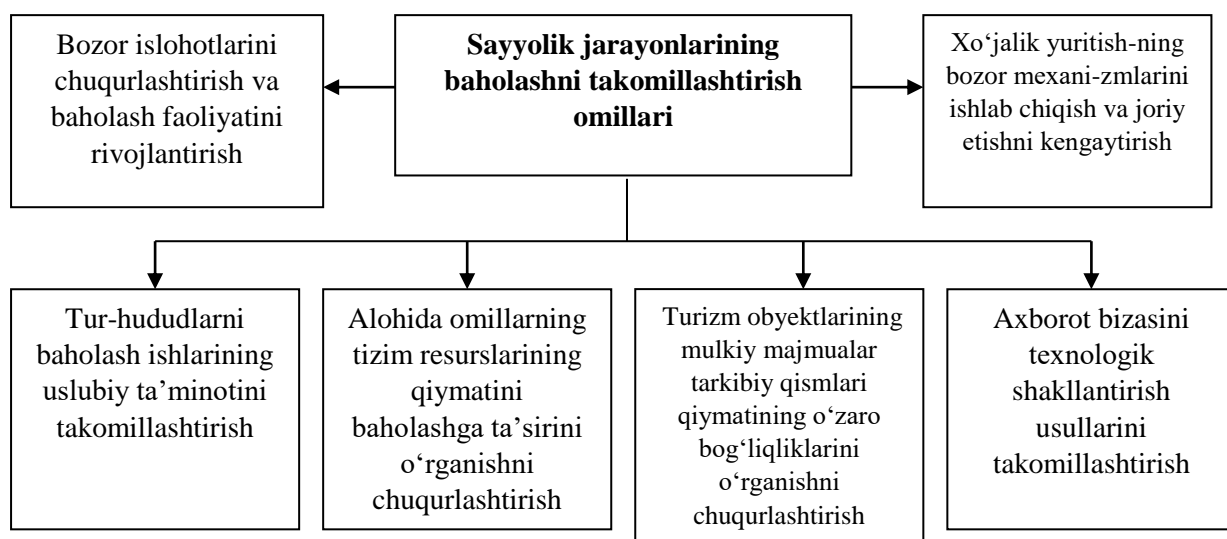 Bozor islohotlarini
chuqurlashtirish va
baholash faoliyatini
rivojlantirish
Sayyolik jarayonlarining
baholashni takomillashtirish
omillari
Xo‘jalik yuritish-ning
bozor mexani-zmlarini
ishlab chiqish va joriy
etishni kengaytirish
Tur-hududlarni
baholash ishlarining
uslubiy ta’minotini
takomillashtirish
Alohida omillarning
tizim resurslarining
qiymatini
baholashga ta’sirini
o‘rganishni
chuqurlashtirish
Turizm obyektlarining
mulkiy majmualar
tarkibiy qismlari
qiymatining o‘zaro
bog‘liqliklarini
o‘rganishni
chuqurlashtirish
Axborot bizasini
texnologik
shakllantirish
usullarini
takomillashtirish